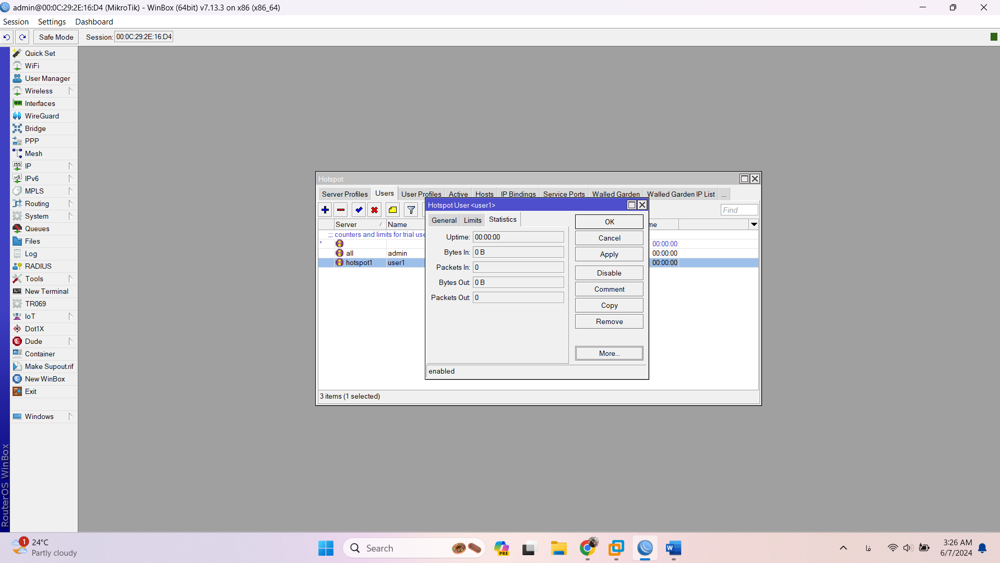 admin@00:0C:29:2E:16:D4 (MikroTik) - WinBox (64bit) v7.13.3 on x86 (x86_64)
Session Settings Dashboard
Safe Mode Session: 00:0C:29:2E:16:D4
Quick Set
WiFi
User Manager
Wireless
Interfaces
WireGuard
Bridge
PPP
Mesh
IP
IPv6
MPLS
Routing
System
Queues
Files
Log
RADIUS
Tools
New Terminal
TR069
IoT
Dot1X
Dude
Container
Make Supout.rif
New WinBox
Exit
Windows
RouterOS WinBox
Hotspot
Server Profiles Users User Profiles Active Hosts IP Bindings Service Ports Walled Garden Walled Garden IP List ...
Find
Server Name me
;;; counters and limits for trial use
* 00:00:00
all admin 00:00:00
hotspot1 user1 00:00:00
3 items (1 selected)
Hotspot User <user1>
General Limits Statistics
Uptime: 00:00:00
Bytes In: 0 B
Packets In: 0
Bytes Out: 0 B
Packets Out: 0
OK
Cancel
Apply
Disable
Comment
Copy
Remove
More...
enabled
1 24°C
Partly cloudy
Search
PRE
W
فا
3:26 AM
6/7/2024